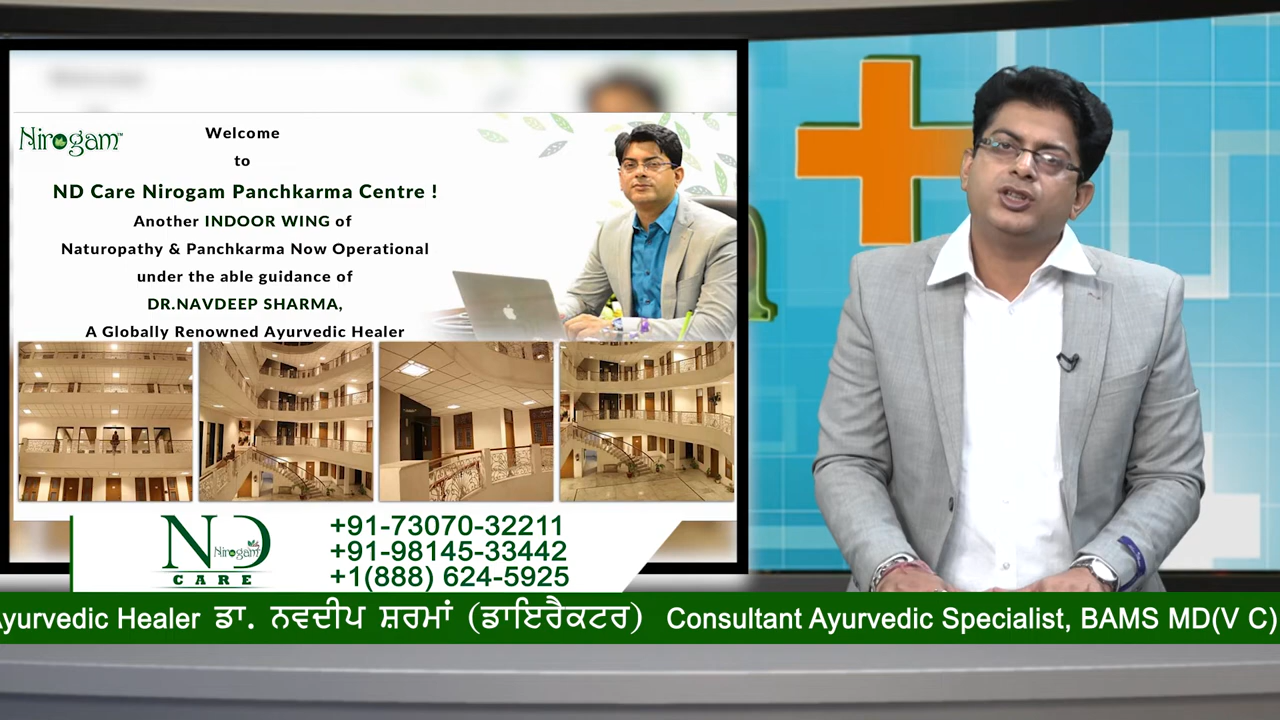 Nirogam™
Welcome
to
ND Care Nirogam Panchkarma Centre !
Another INDOOR WING of
Naturopathy & Panchkarma Now Operational
under the able guidance of
DR.NAVDEEP SHARMA,
A Globally Renowned Ayurvedic Healer
ND
Nirogam
CARE
+91-73070-32211
+91-98145-33442
+1(888) 624-5925
Ayurvedic Healer ਡਾ. ਨਵਦੀਪ ਸ਼ਰਮਾਂ (ਡਾਇਰੈਕਟਰ) Consultant Ayurvedic Specialist, BAMS MD(V C)